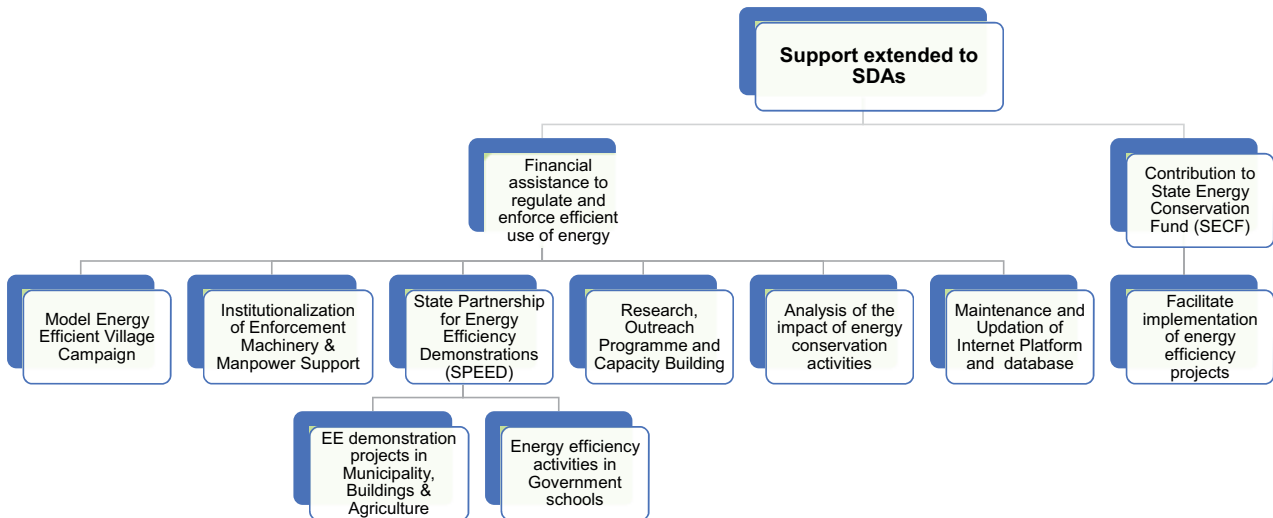 Support extended to
SDAs
Financial
assistance to
regulate and
enforce efficient
use of energy
Contribution to
State Energy
Conservation
Fund (SECF)
Model Energy
Efficient Village
Campaign
Institutionalization
of Enforcement
Machinery &
Manpower Support
State Partnership
for Energy
Efficiency
Demonstrations
(SPEED)
Research,
Outreach
Programme and
Capacity Building
Analysis of the
impact of energy
conservation
activities
Maintenance and
Updation of
Internet Platform
and database
Facilitate
implementation
of energy
efficiency
projects
EE demonstration
projects in
Municipality,
Buildings &
Agriculture
Energy efficiency
activities in
Government
schools